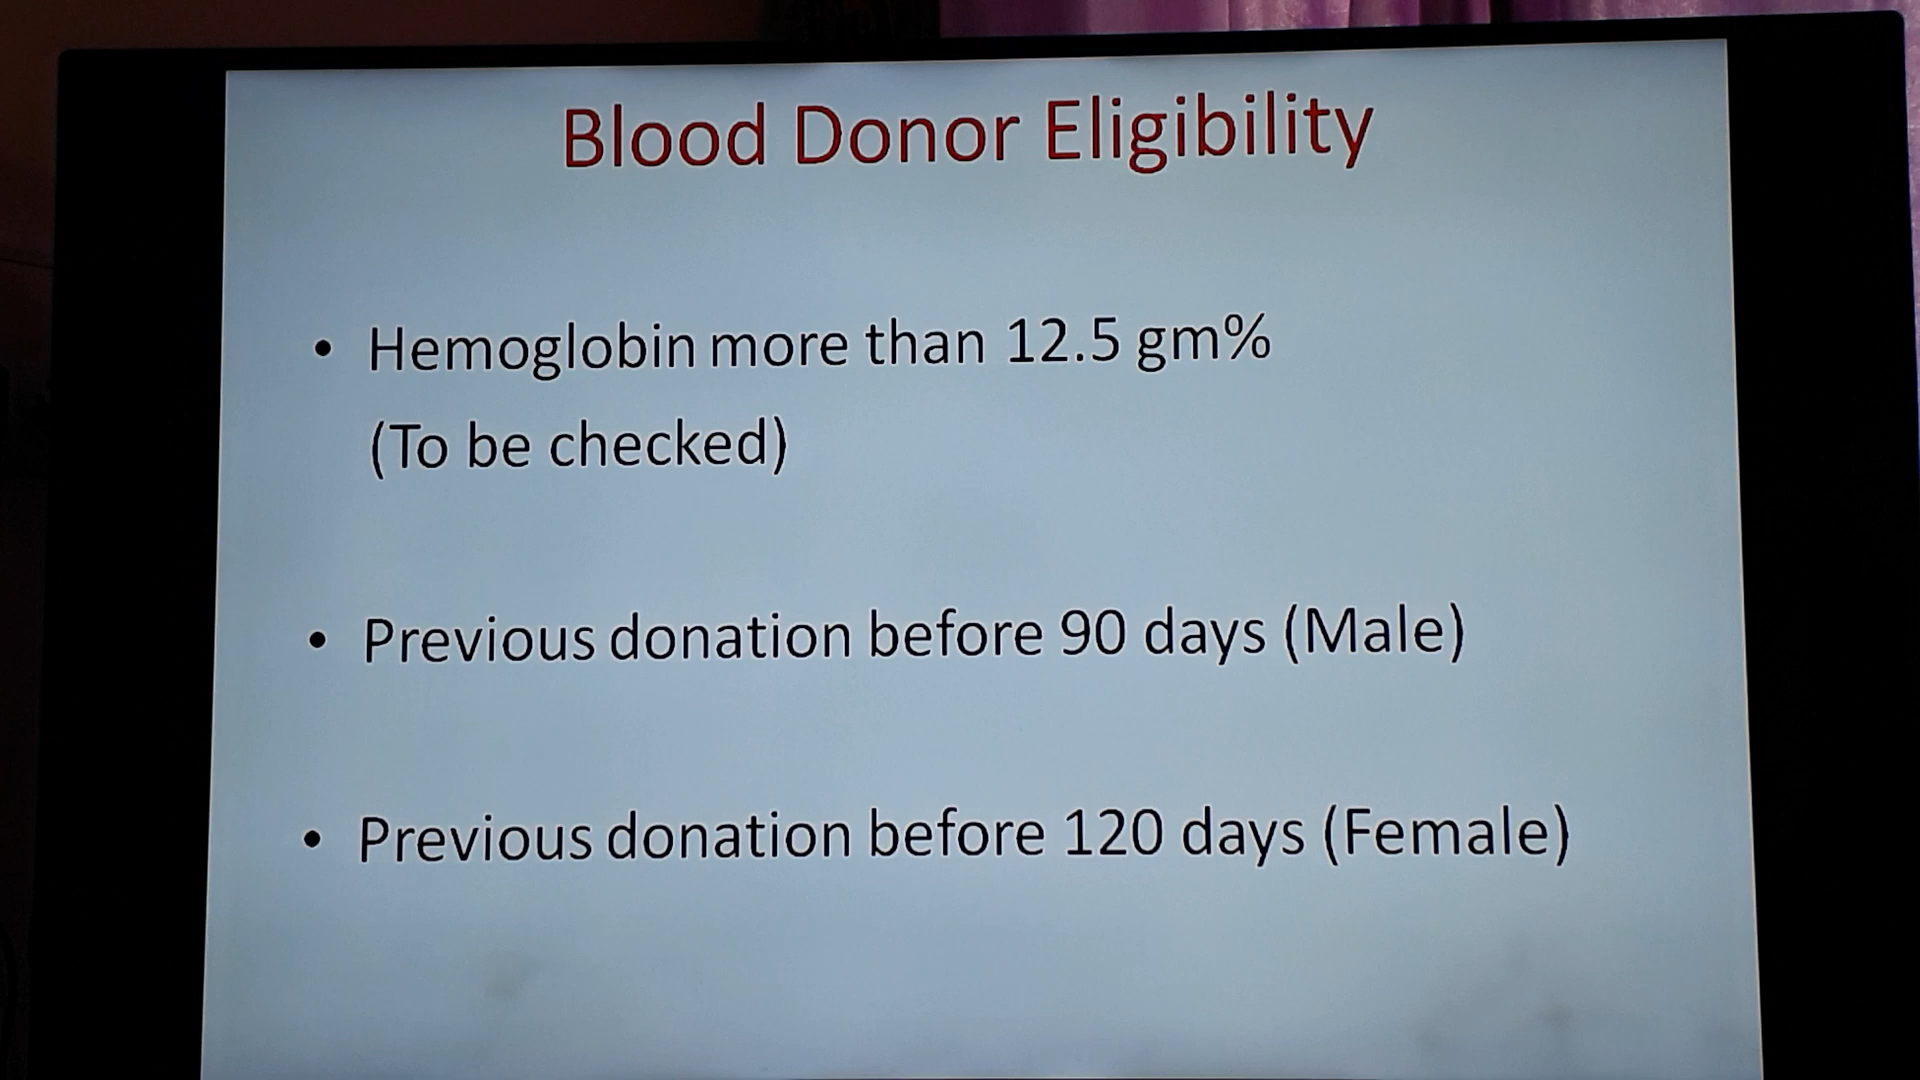 Blood Donor Eligibility
• Hemoglobin more than 12.5 gm%
(To be checked)
• Previous donation before 90 days (Male)
• Previous donation before 120 days (Female)